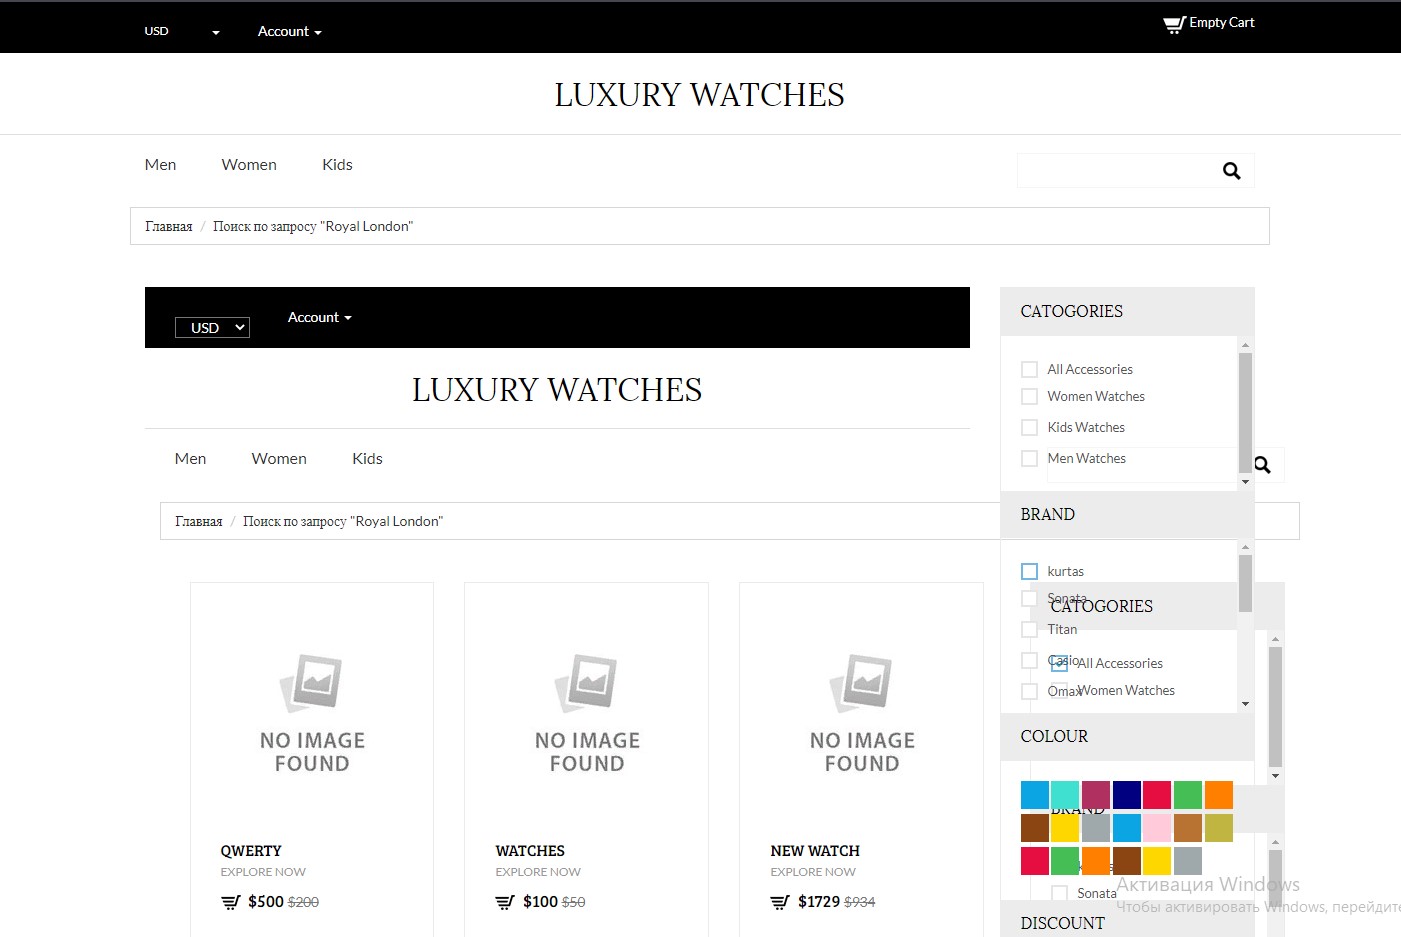 USD
Account
Empty Cart
LUXURY WATCHES
Men Women Kids
Главная / Поиск по запросу "Royal London"
USD
Account
LUXURY WATCHES
Men Women Kids
Главная / Поиск по запросу "Royal London"
NO IMAGE
FOUND
QWERTY
EXPLORE NOW
$500 $200
NO IMAGE
FOUND
WATCHES
EXPLORE NOW
$100 $50
NO IMAGE
FOUND
NEW WATCH
EXPLORE NOW
$1729 $934
CATOGORIES
All Accessories
Women Watches
Kids Watches
Men Watches
BRAND
kurtas
Sonata
CATOGORIES
Titan
Casio
All Accessories
Omax
Women Watches
COLOUR
BRAND
Sonata
Активация Windows
Чтобы активировать Windows, перейдите
DISCOUNT